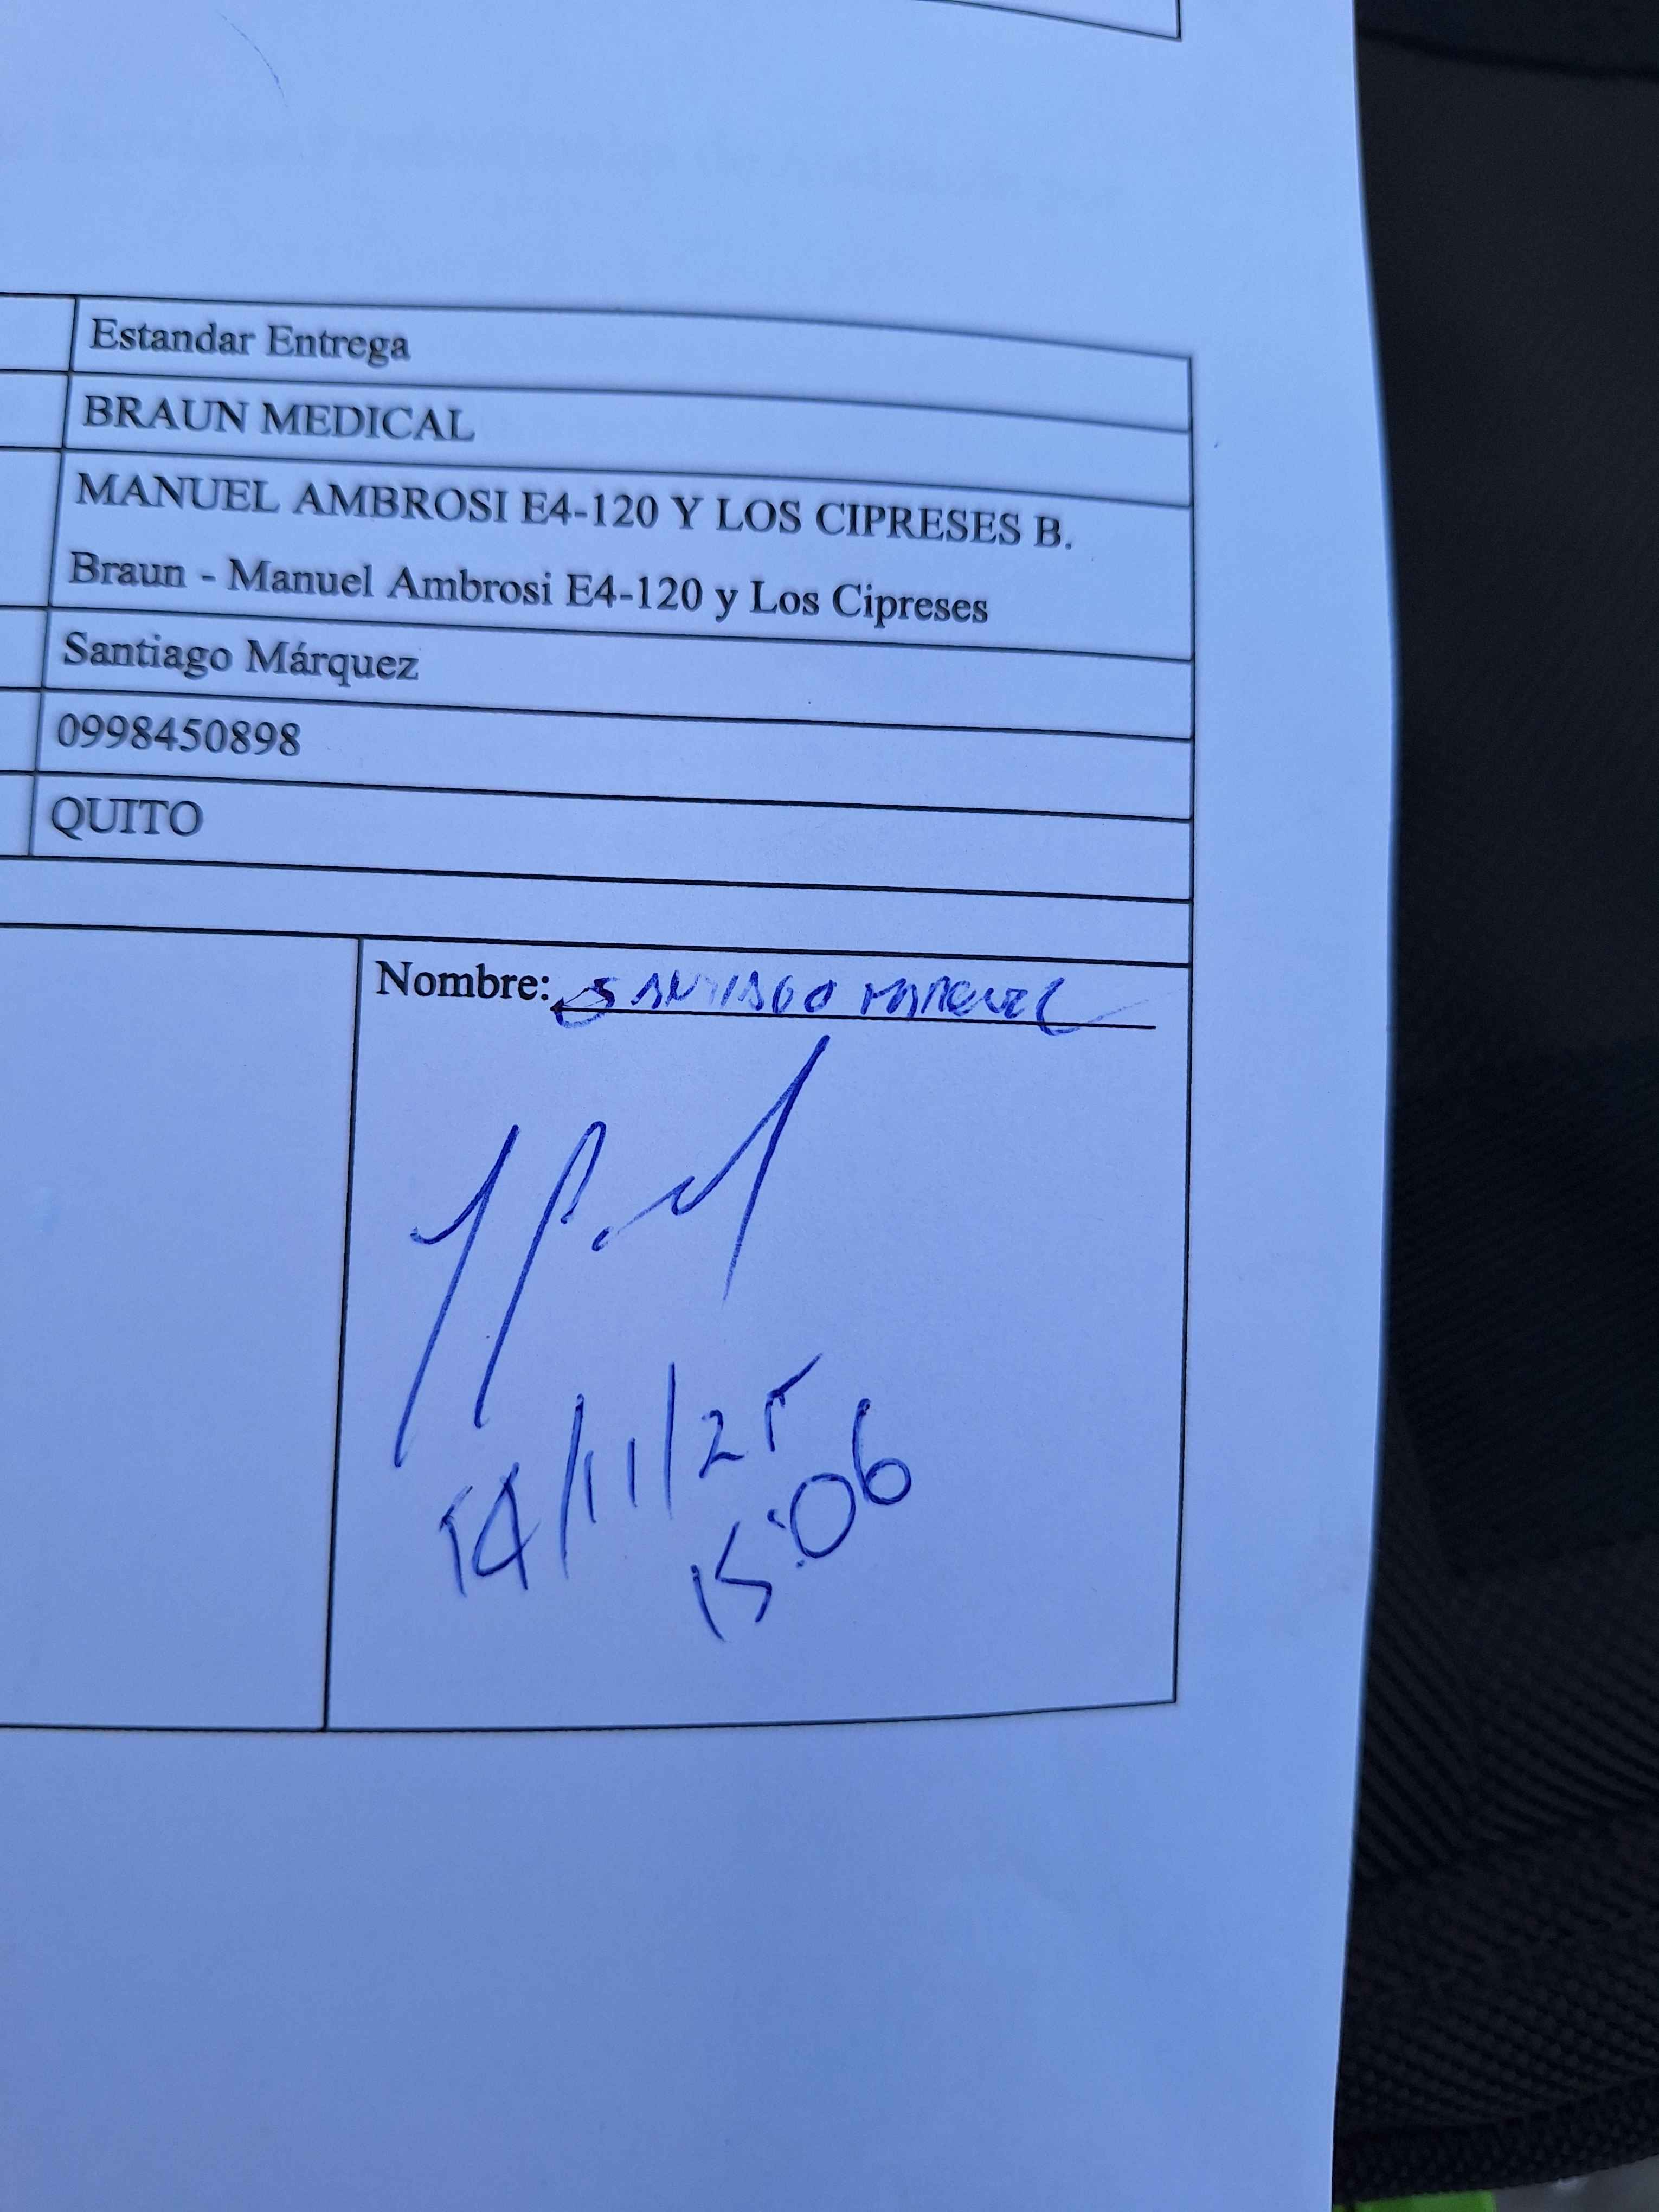 Estandar Entrega
BRAUN MEDICAL
MANUEL AMBROSI E4-120 Y LOS CIPRESES B.
Braun - Manuel Ambrosi E4-120 y Los Cipreses
Santiago Márquez
0998450898
QUITO
Nombre: SANTIAGO MARQUEZ
14/11/25
15:06